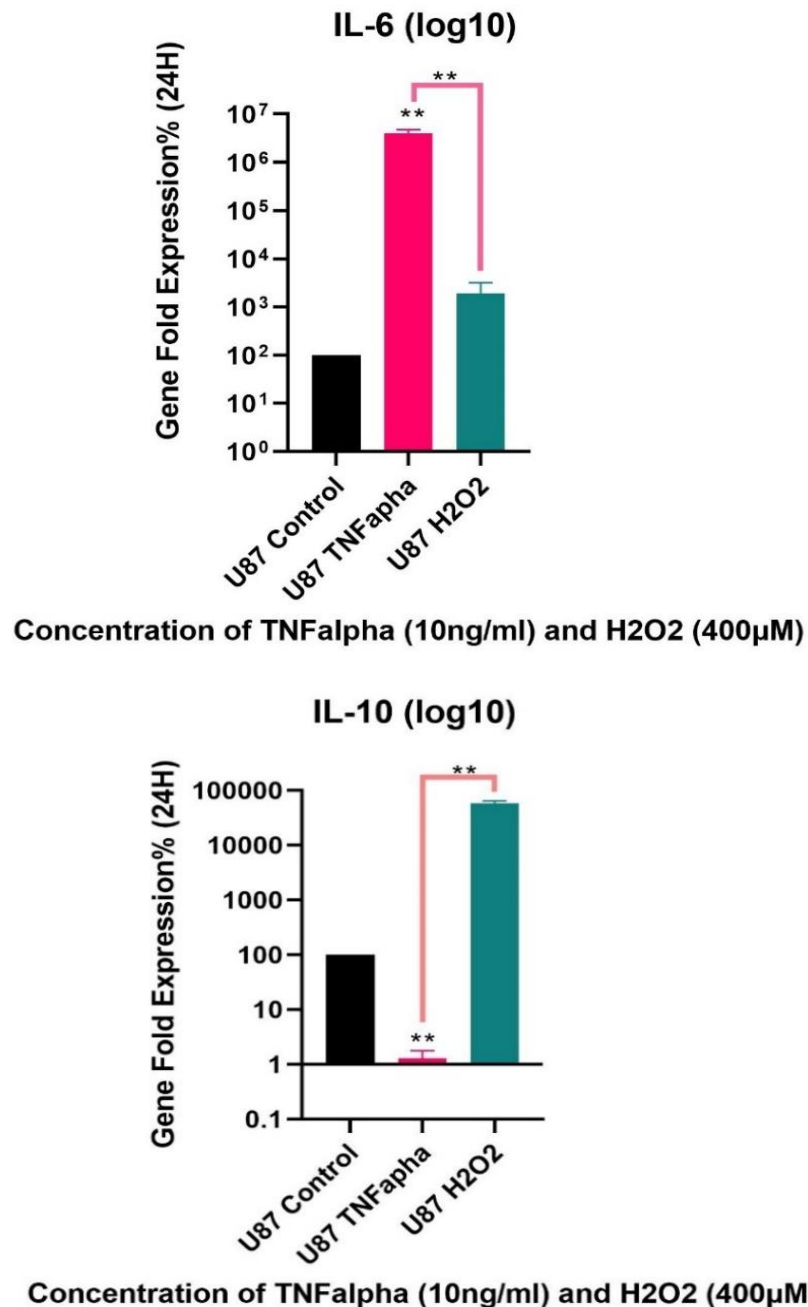 IL-6 (log10)
**
**
Gene Fold Expression% (24H)
10⁷
10⁶
10⁵
10⁴
10³
10²
10¹
10⁰
U87 Control
U87 TNFapha
U87 H2O2
Concentration of TNFalpha (10ng/ml) and H2O2 (400µM)
IL-10 (log10)
**
**
Gene Fold Expression% (24H)
100000
10000
1000
100
10
1
0.1
U87 Control
U87 TNFapha
U87 H2O2
Concentration of TNFalpha (10ng/ml) and H2O2 (400µM